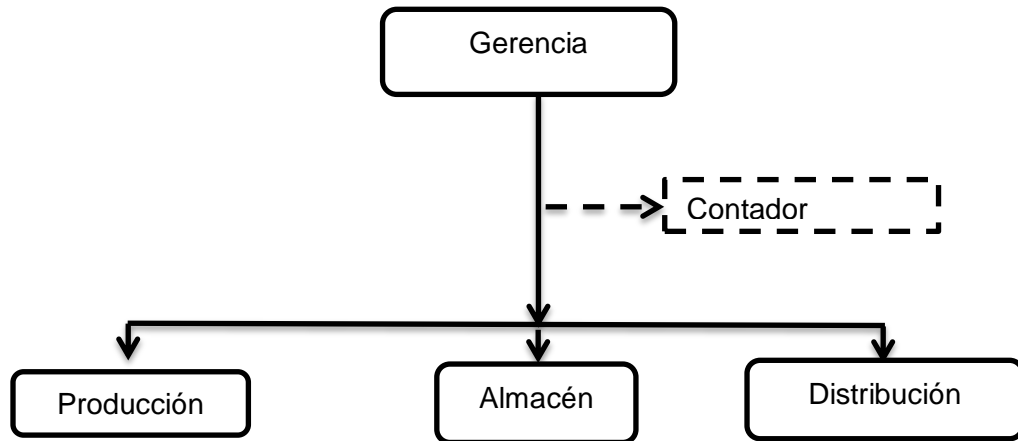 Gerencia
Contador
Producción
Almacén
Distribución